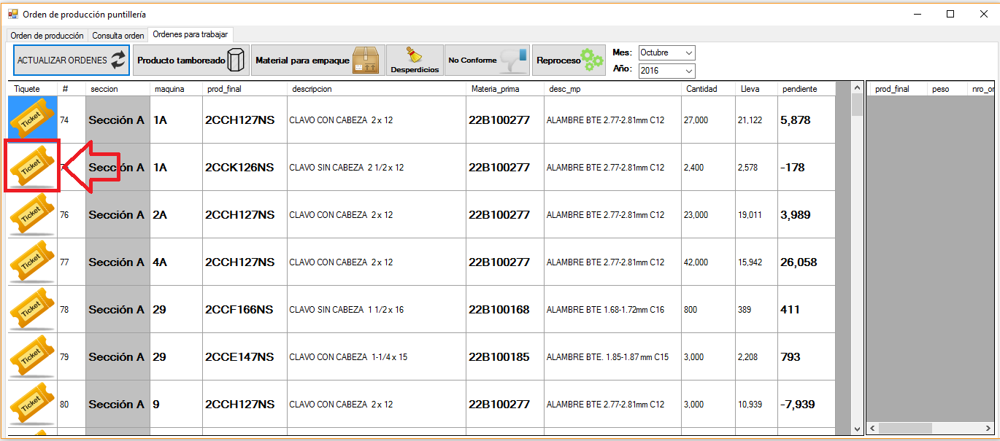 Orden de producción puntillería
Orden de producción Consulta orden Ordenes para trabajar
ACTUALIZAR ORDENES Producto tamboreado Material para empaque Desperdicios No Conforme Reproceso Mes: Octubre
Año: 2016
Tiquete # seccion maquina prod_final descripcion Materia_prima desc_mp Cantidad Lleva pendiente prod_final peso nro_or
Ticket 74 Sección A 1A 2CCH127NS CLAVO CON CABEZA 2 x 12 22B100277 ALAMBRE BTE 2.77-2.81mm C12 27,000 21,122 5,878
Ticket Sección A 1A 2CCK126NS CLAVO SIN CABEZA 2 1/2 x 12 22B100277 ALAMBRE BTE 2.77-2.81mm C12 2,400 2,578 -178
Ticket 76 Sección A 2A 2CCH127NS CLAVO CON CABEZA 2 x 12 22B100277 ALAMBRE BTE 2.77-2.81mm C12 23,000 19,011 3,989
Ticket 77 Sección A 4A 2CCH127NS CLAVO CON CABEZA 2 x 12 22B100277 ALAMBRE BTE 2.77-2.81mm C12 42,000 15,942 26,058
Ticket 78 Sección A 29 2CCF166NS CLAVO SIN CABEZA 1 1/2 x 16 22B100168 ALAMBRE BTE 1.68-1.72mm C16 800 389 411
Ticket 79 Sección A 29 2CCE147NS CLAVO CON CABEZA 1-1/4 x 15 22B100185 ALAMBRE BTE. 1.85-1.87 mm C15 3,000 2,208 793
Ticket 80 Sección A 9 2CCH127NS CLAVO CON CABEZA 2 x 12 22B100277 ALAMBRE BTE 2.77-2.81mm C12 3,000 10,939 -7,939